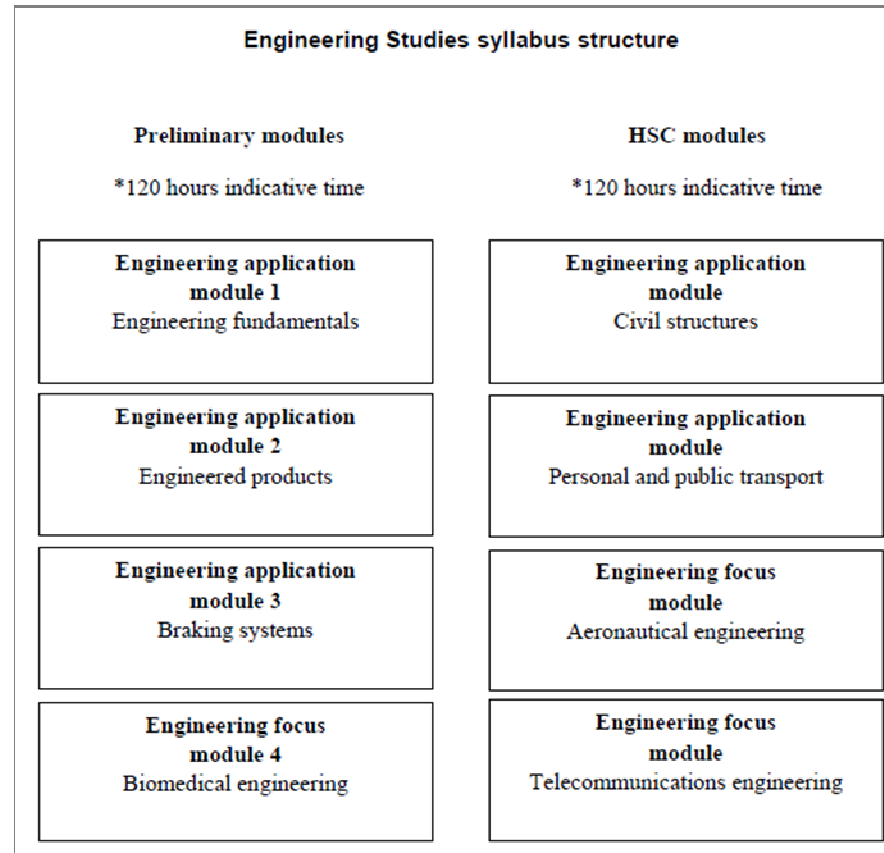 Engineering Studies syllabus structure
Preliminary modules
*120 hours indicative time
Engineering application
module 1
Engineering fundamentals
Engineering application
module 2
Engineered products
Engineering application
module 3
Braking systems
Engineering focus
module 4
Biomedical engineering
HSC modules
*120 hours indicative time
Engineering application
module
Civil structures
Engineering application
module
Personal and public transport
Engineering focus
module
Aeronautical engineering
Engineering focus
module
Telecommunications engineering